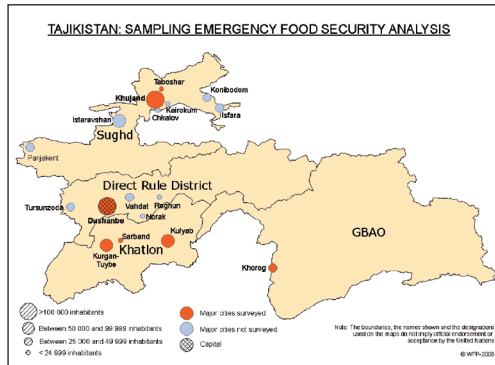 TAJIKISTAN: SAMPLING EMERGENCY FOOD SECURITY ANALYSIS
Taboshar
Khujand
Konibodom
Kairokum
Chkalov
Isfara
Istaravshan
Sughd
Panjakent
Direct Rule District
Tursunzoda
Vahdat
Roghun
Dushanbe
Norak
GBAO
Sarband
Kulyab
Khatlon
Kurgan-
Tuybe
Khorog
>100 000 inhabitants
Between 50 000 and 99 999 inhabitants
Between 25 000 and 49 999 inhabitants
< 24 999 inhabitants
Major cities surveyed
Major cities not surveyed
Capital
Note: The boundaries, the names shown and the designations
used on the maps do not imply official endorsement or
acceptance by the United Nations